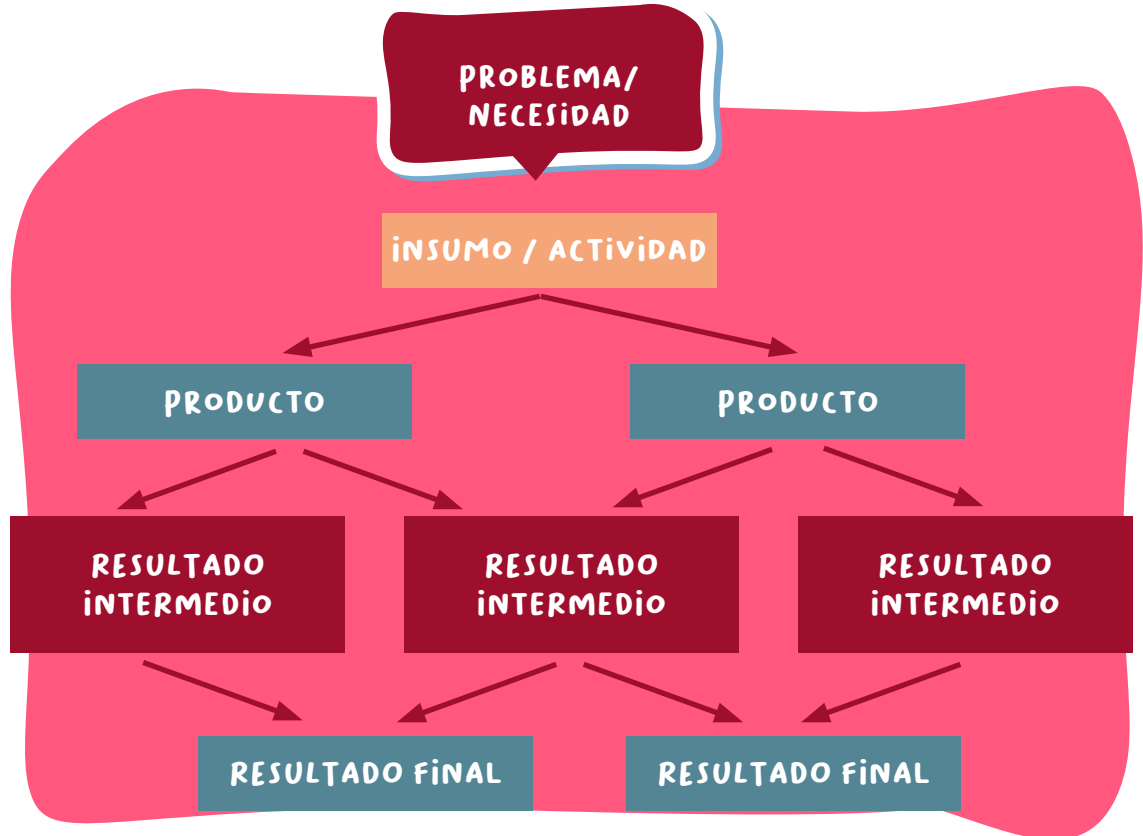 PROBLEMA/
NECESIDAD
INSUMO / ACTIVIDAD
PRODUCTO
PRODUCTO
RESULTADO
INTERMEDIO
RESULTADO
INTERMEDIO
RESULTADO
INTERMEDIO
RESULTADO FINAL
RESULTADO FINAL